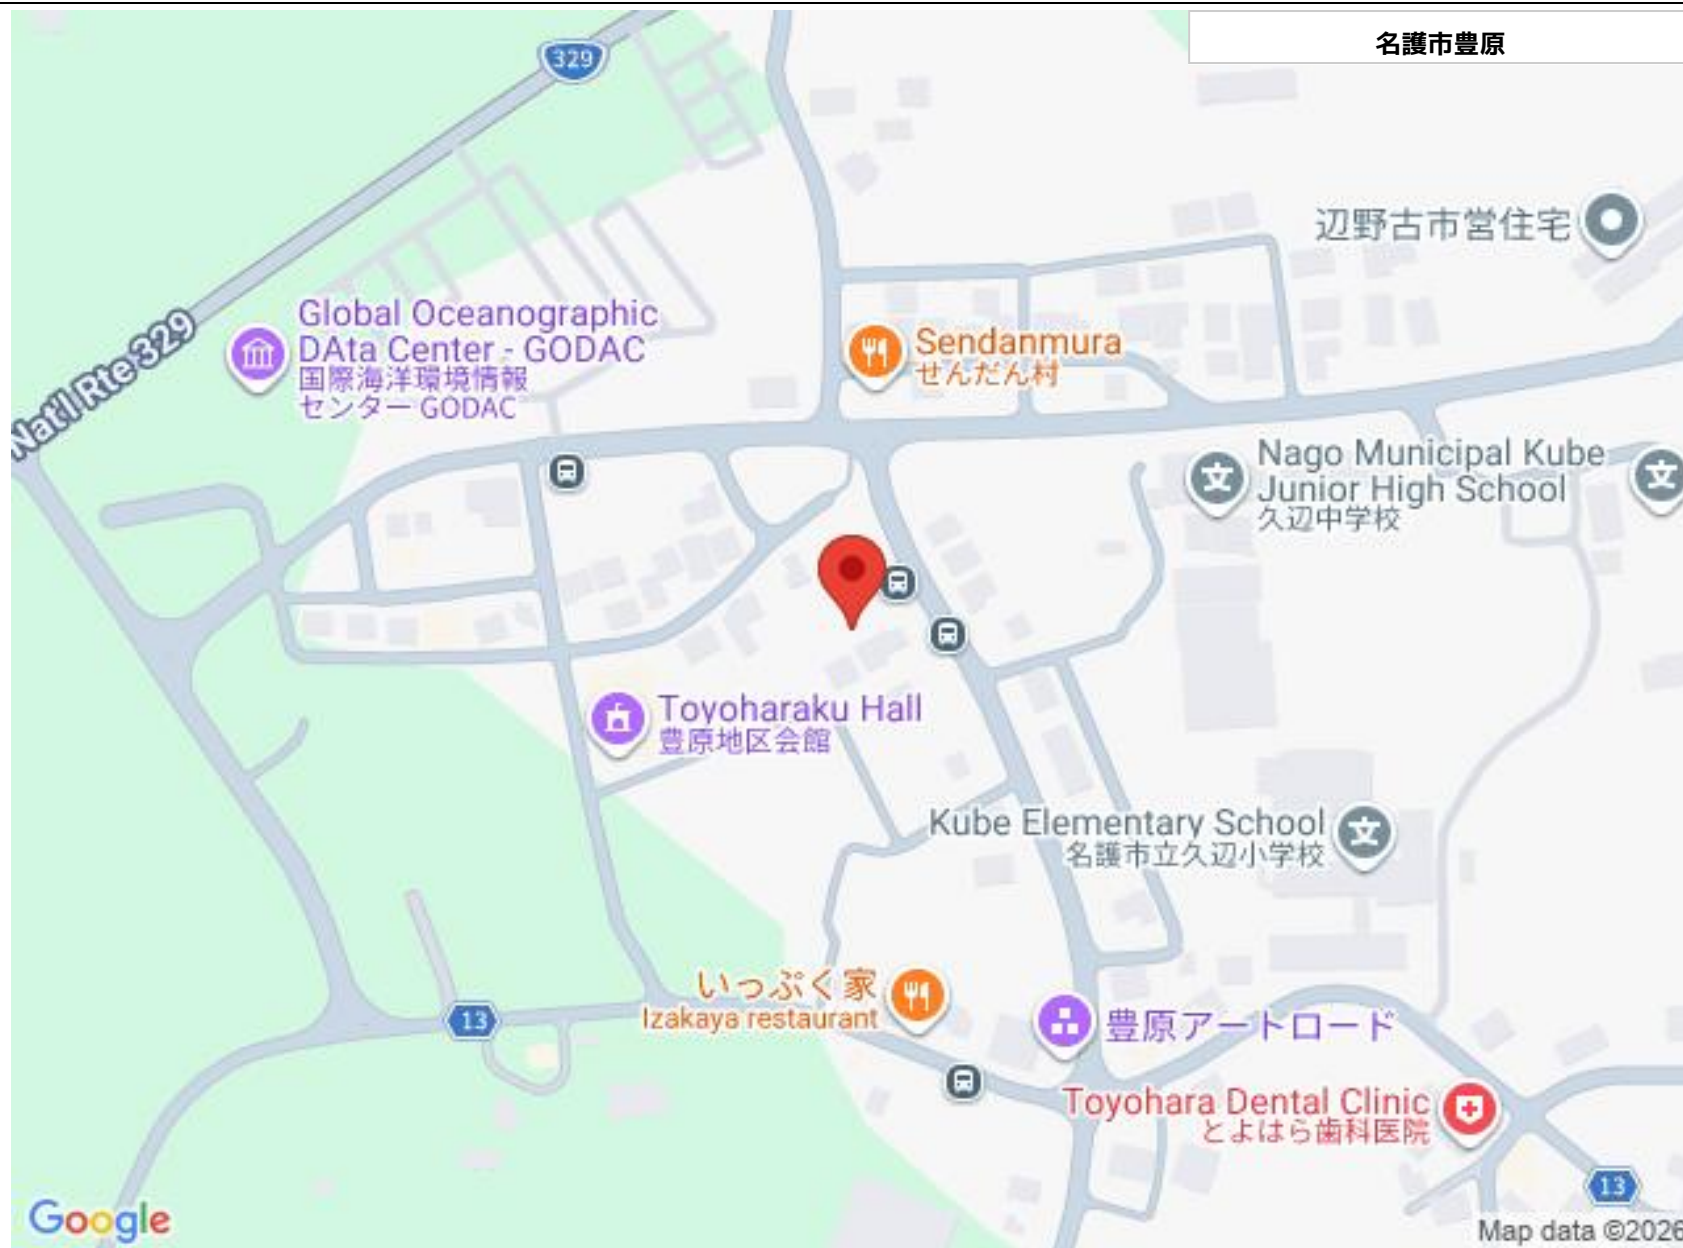 名護市豊原
329
辺野古市営住宅
Nat'l Rte 329
Global Oceanographic
DAta Center - GODAC
国際海洋環境情報
センター GODAC
Sendanmura
せんだん村
Nago Municipal Kube
Junior High School
久辺中学校
文
文
Toyoharaku Hall
豊原地区会館
Kube Elementary School
名護市立久辺小学校
文
いっぷく家
Izakaya restaurant
13
豊原アートロード
Toyohara Dental Clinic
とよはら歯科医院
13
Google
Map data ©2026